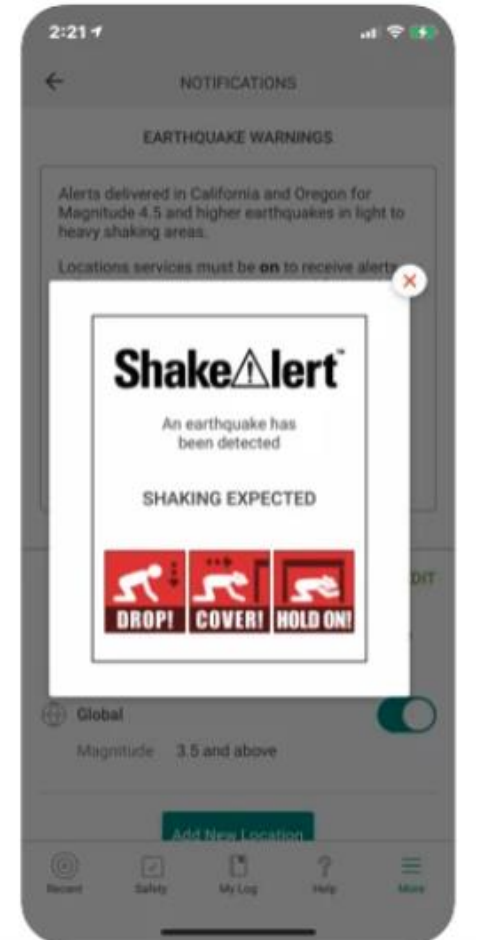 2:21
NOTIFICATIONS
EARTHQUAKE WARNINGS
Alerts delivered in California and Oregon for
Magnitude 4.5 and higher earthquakes in light to
heavy shaking areas.
Locations services must be on to receive alerts
ShakeAlert™
An earthquake has
been detected
SHAKING EXPECTED
DROP! COVER! HOLD ON!
DIT
Global
Magnitude 3.5 and above
Add New Location
Recent Safety My Log Help More